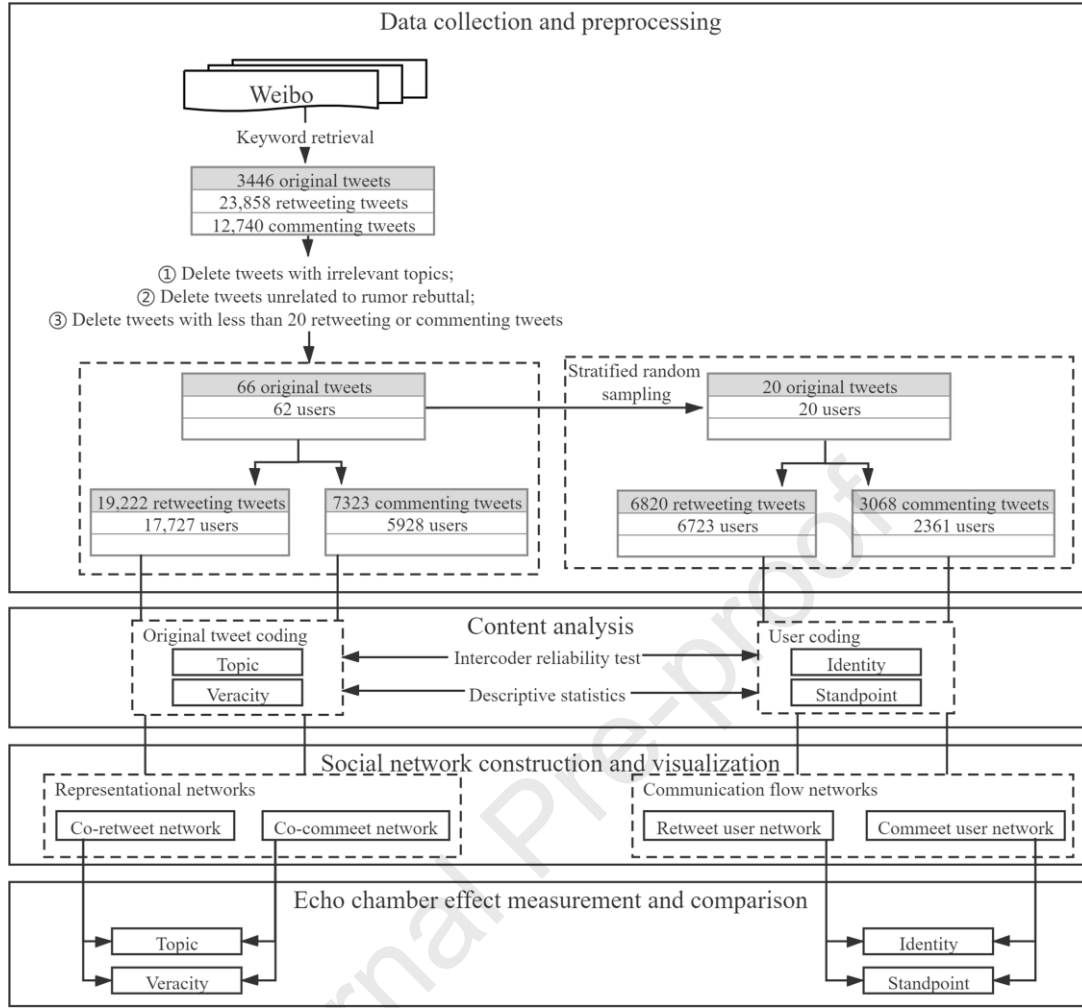 Data collection and preprocessing
Weibo
Keyword retrieval
3446 original tweets
23,858 retweeting tweets
12,740 commenting tweets
① Delete tweets with irrelevant topics;
② Delete tweets unrelated to rumor rebuttal;
③ Delete tweets with less than 20 retweeting or commenting tweets
66 original tweets
62 users
Stratified random
sampling
20 original tweets
20 users
19,222 retweeting tweets
17,727 users
7323 commenting tweets
5928 users
6820 retweeting tweets
6723 users
3068 commenting tweets
2361 users
Content analysis
Original tweet coding
Topic
Veracity
Intercoder reliability test
Descriptive statistics
User coding
Identity
Standpoint
Social network construction and visualization
Representational networks
Co-retweet network
Co-commeet network
Communication flow networks
Retweet user network
Commeet user network
Echo chamber effect measurement and comparison
Topic
Veracity
Identity
Standpoint
rnal Pre-proof